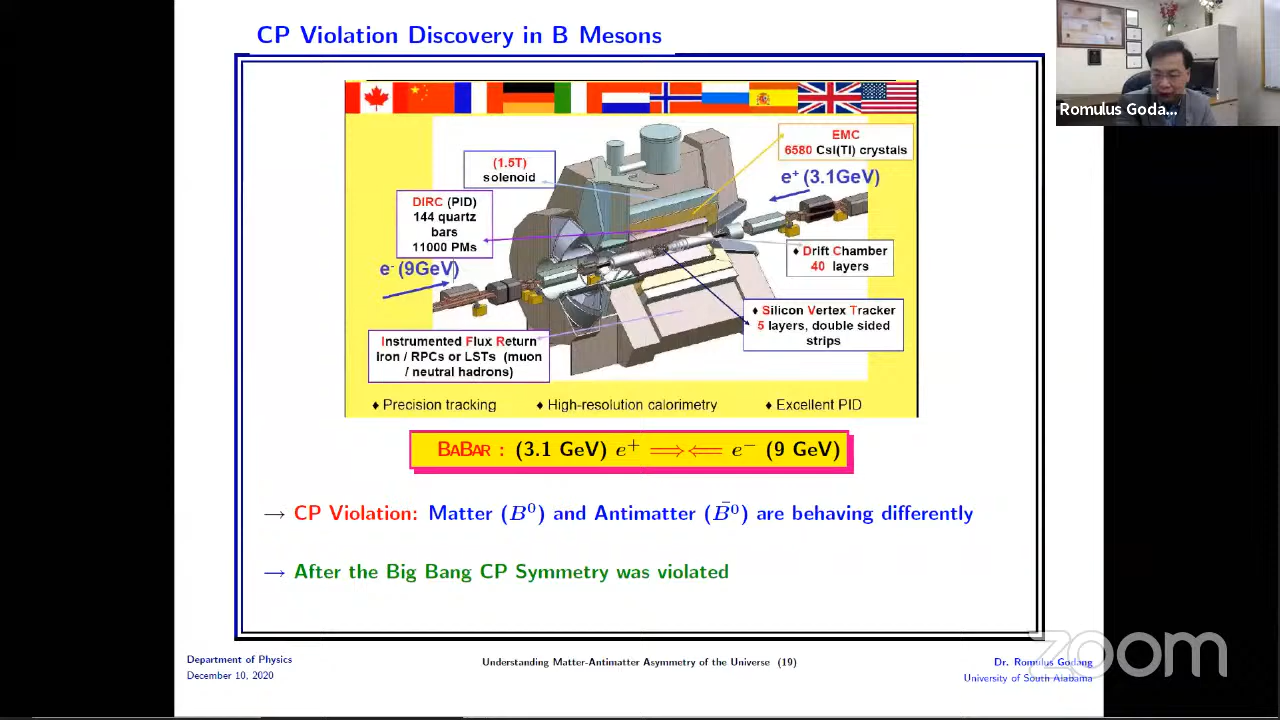 CP Violation Discovery in B Mesons
Romulus Goda...
EMC
6580 CsI(Tl) crystals
(1.5T)
solenoid
e⁺ (3.1GeV)
DIRC (PID)
144 quartz
bars
11000 PMs
♦ Drift Chamber
40 layers
e⁻ (9GeV)
♦ Silicon Vertex Tracker
5 layers, double sided
strips
Instrumented Flux Return
Iron / RPCs or LSTs (muon
/ neutral hadrons)
♦ Precision tracking ♦ High-resolution calorimetry ♦ Excellent PID
BABAR : (3.1 GeV) e⁺ ⟹⟸ e⁻ (9 GeV)
→ CP Violation: Matter (B⁰) and Antimatter (B̄⁰) are behaving differently
→ After the Big Bang CP Symmetry was violated
Department of Physics
December 10, 2020
Understanding Matter-Antimatter Asymmetry of the Universe (19)
Dr. Romulus Godang
University of South Alabama
zoom